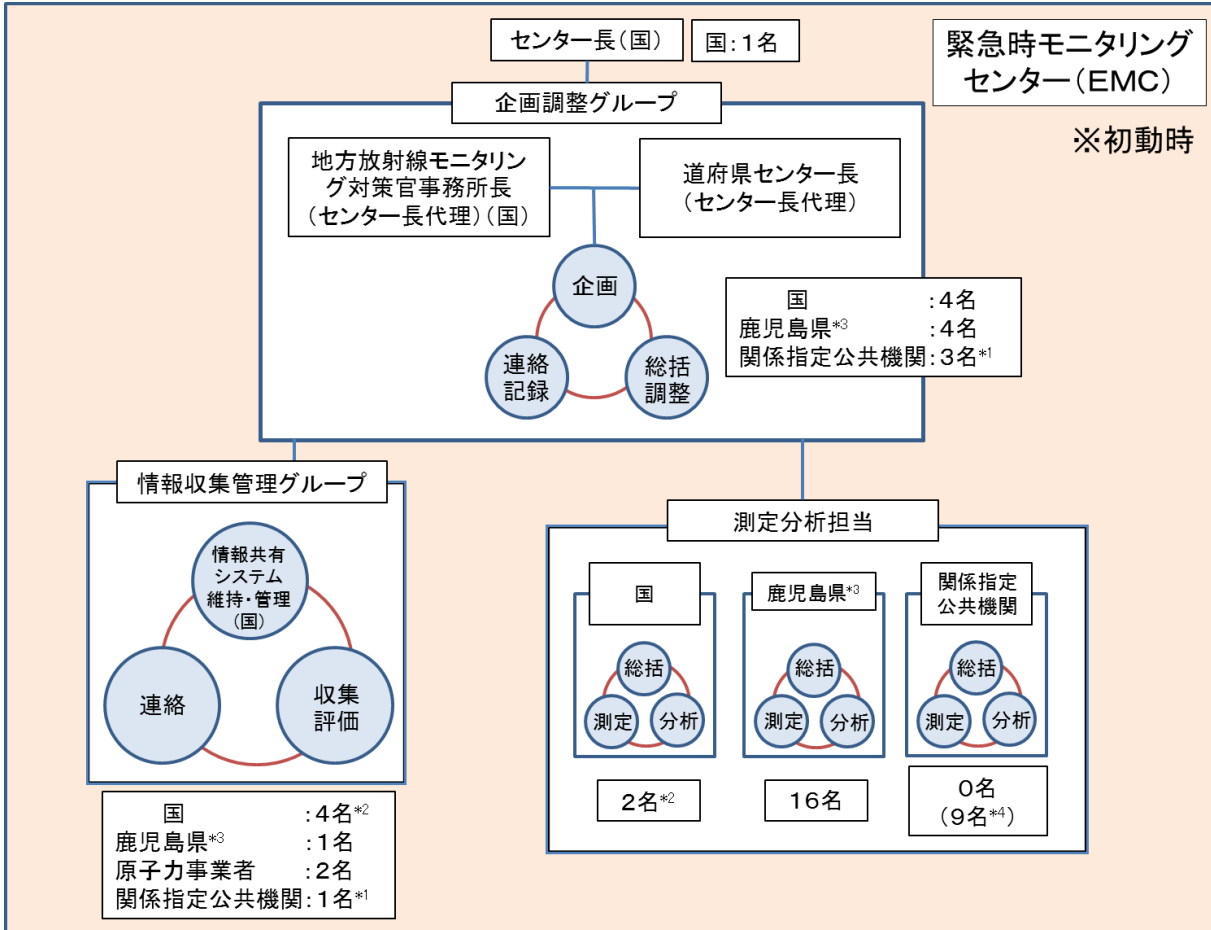 センター長(国)
国:1名
緊急時モニタリング
センター(EMC)
※初動時
企画調整グループ
地方放射線モニタリン
グ対策官事務所長
(センター長代理)(国)
道府県センター長
(センター長代理)
企画
連絡
記録
総括
調整
国 :4名
鹿児島県*3 :4名
関係指定公共機関:3名*1
情報収集管理グループ
情報共有
システム
維持・管理
(国)
連絡
収集
評価
国 :4名*2
鹿児島県*3 :1名
原子力事業者 :2名
関係指定公共機関:1名*1
測定分析担当
国
総括
測定
分析
2名*2
鹿児島県*3
総括
測定
分析
16名
関係指定
公共機関
総括
測定
分析
0名
(9名*4)